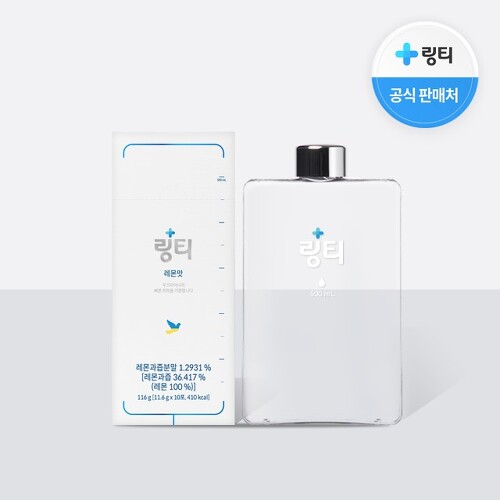 링티
공식 판매처
링티
레몬맛
레몬과즙분말 1.2931 %
[레몬과즙 36.417 %
(레몬 100 %)]
116 g [11.6 g x 10포, 410 kcal]
링티
500 mL